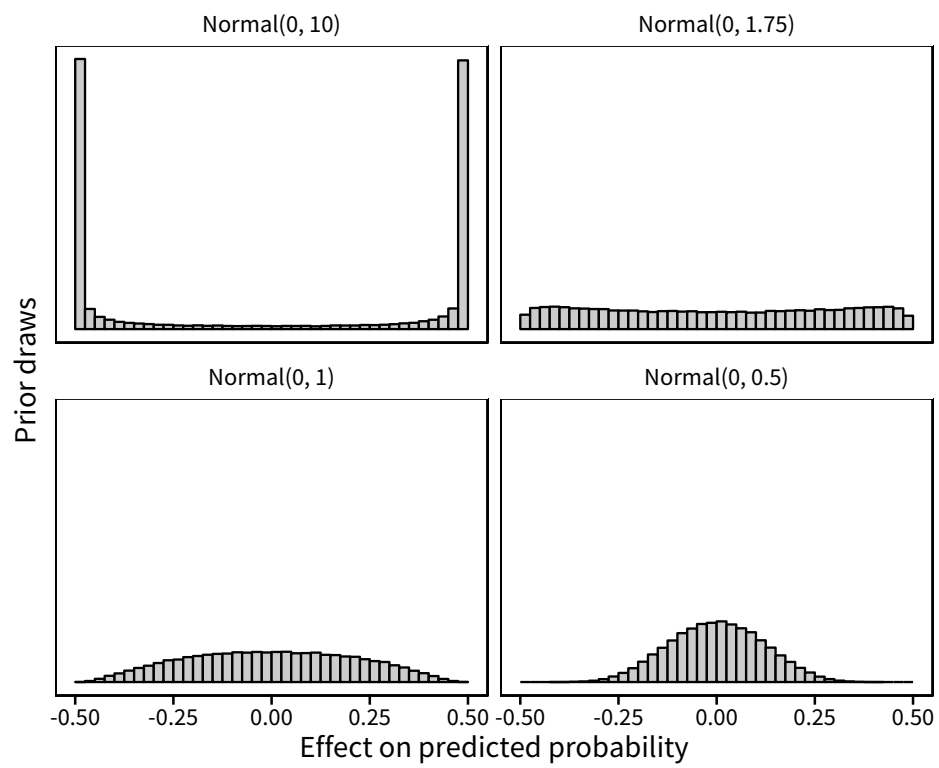 Normal(0, 10)
Normal(0, 1.75)
Prior draws
Normal(0, 1)
Normal(0, 0.5)
-0.50 -0.25 0.00 0.25 0.50 -0.50 -0.25 0.00 0.25 0.50
Effect on predicted probability